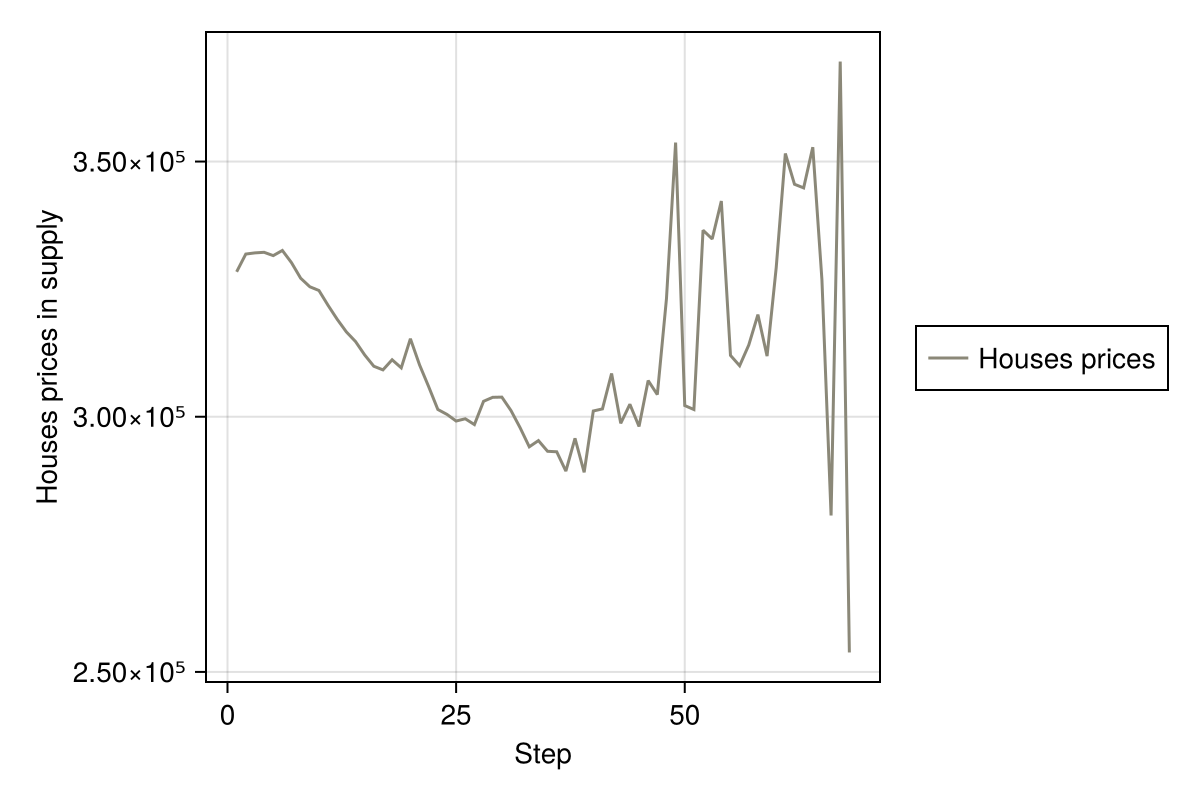 Houses prices in supply
3.50×10⁵
3.00×10⁵
2.50×10⁵
0
25
50
Step
Houses prices